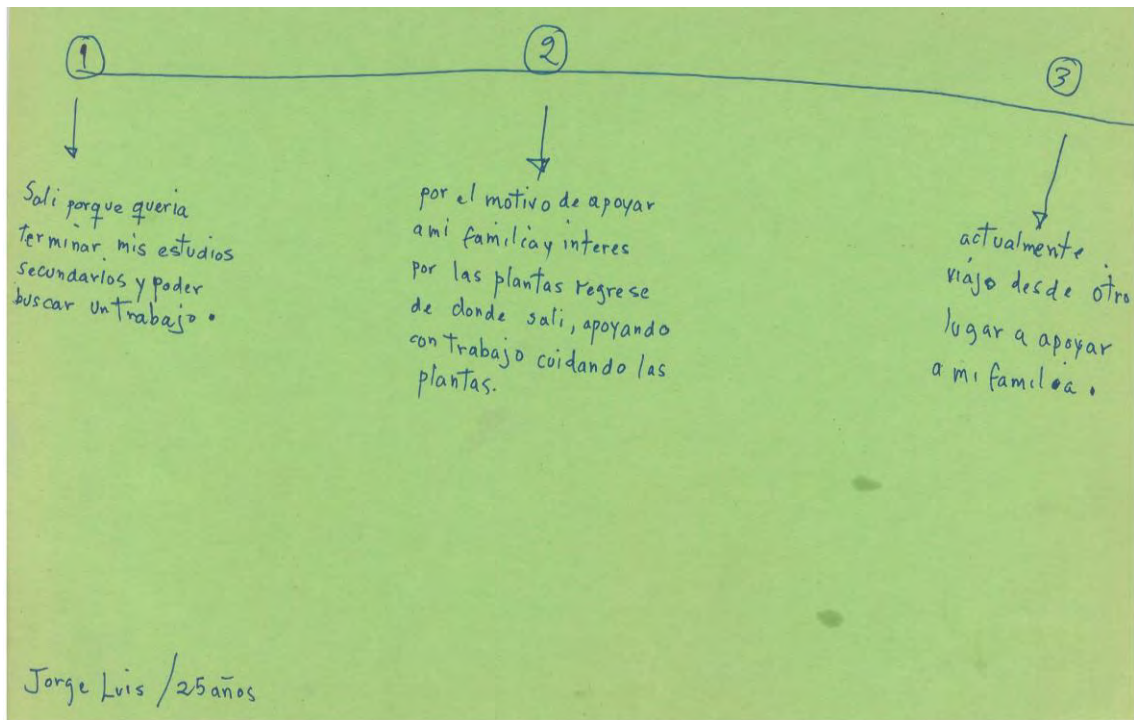 1
2
3
Sali porque queria
terminar mis estudios
secundarios y poder
buscar un trabajo.
por el motivo de apoyar
ami familia y interes
por las plantas regrese
de donde sali, apoyando
con trabajo cuidando las
plantas.
actualmente
viajo desde otro
lugar a apoyar
a mi familia.
Jorge Luis / 25 años